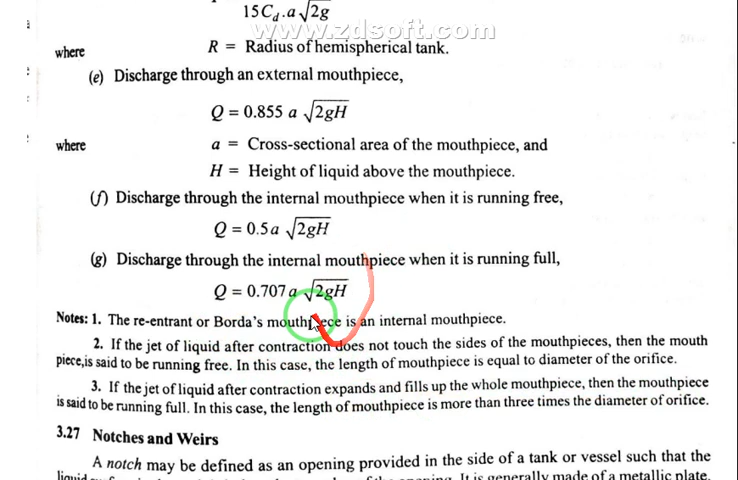 15C_d . a√2g
www.zdsoft.com
where R = Radius of hemispherical tank.
(e) Discharge through an external mouthpiece,
Q = 0.855 a √2gH
where a = Cross-sectional area of the mouthpiece, and
H = Height of liquid above the mouthpiece.
(f) Discharge through the internal mouthpiece when it is running free,
Q = 0.5 a √2gH
(g) Discharge through the internal mouthpiece when it is running full,
Q = 0.707 a √2gH
Notes: 1. The re-entrant or Borda's mouthpiece is an internal mouthpiece.
2. If the jet of liquid after contraction does not touch the sides of the mouthpieces, then the mouth
piece, is said to be running free. In this case, the length of mouthpiece is equal to diameter of the orifice.
3. If the jet of liquid after contraction expands and fills up the whole mouthpiece, then the mouthpiece
is said to be running full. In this case, the length of mouthpiece is more than three times the diameter of orifice.
3.27 Notches and Weirs
A notch may be defined as an opening provided in the side of a tank or vessel such that the
It is generally made of a metallic plate.